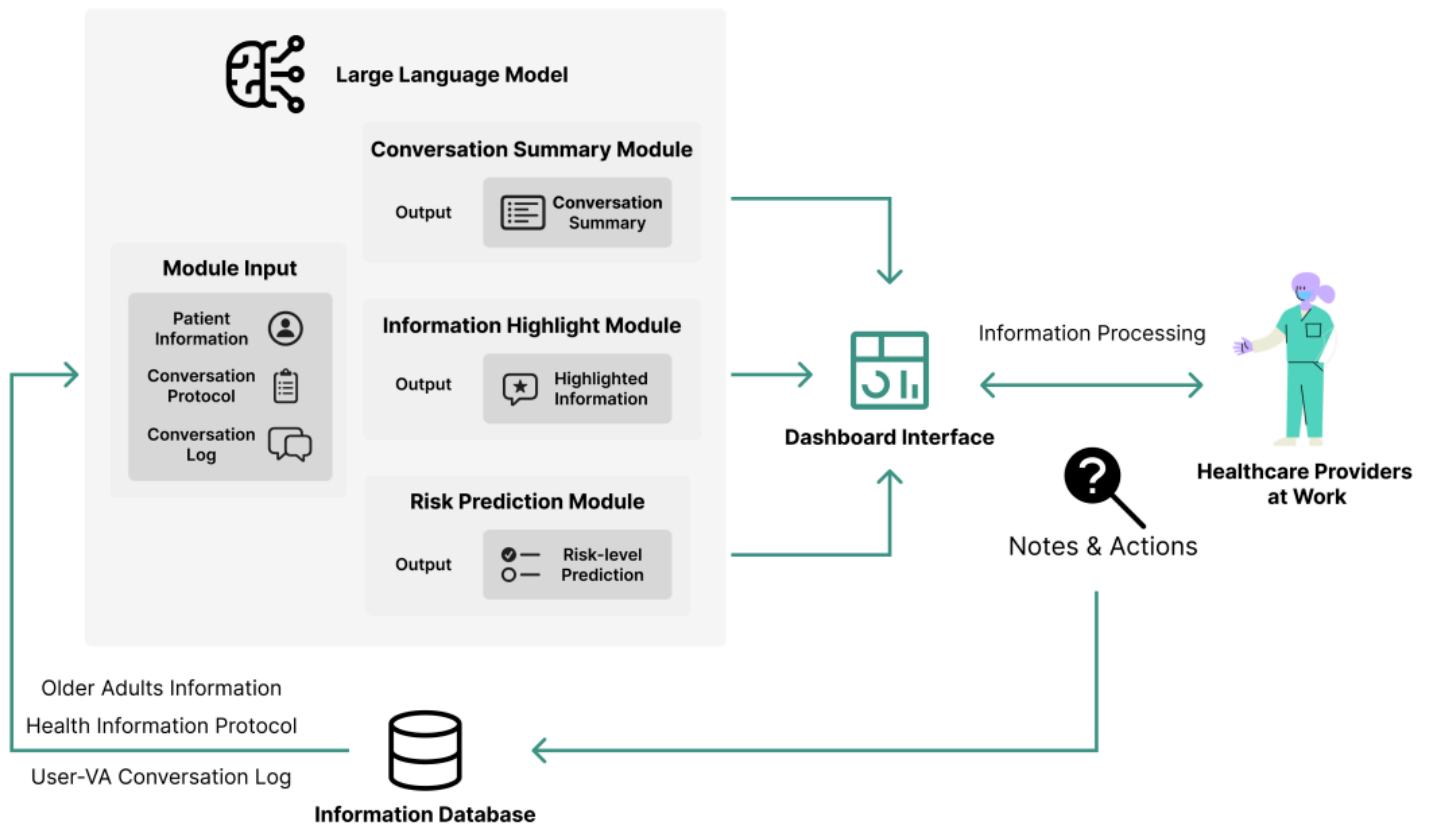 Large Language Model
Conversation Summary Module
Output
Conversation
Summary
Module Input
Patient
Information
Conversation
Protocol
Conversation
Log
Information Highlight Module
Output
Highlighted
Information
Risk Prediction Module
Output
Risk-level
Prediction
Dashboard Interface
Information Processing
Healthcare Providers
at Work
?
Notes & Actions
Older Adults Information
Health Information Protocol
User-VA Conversation Log
Information Database